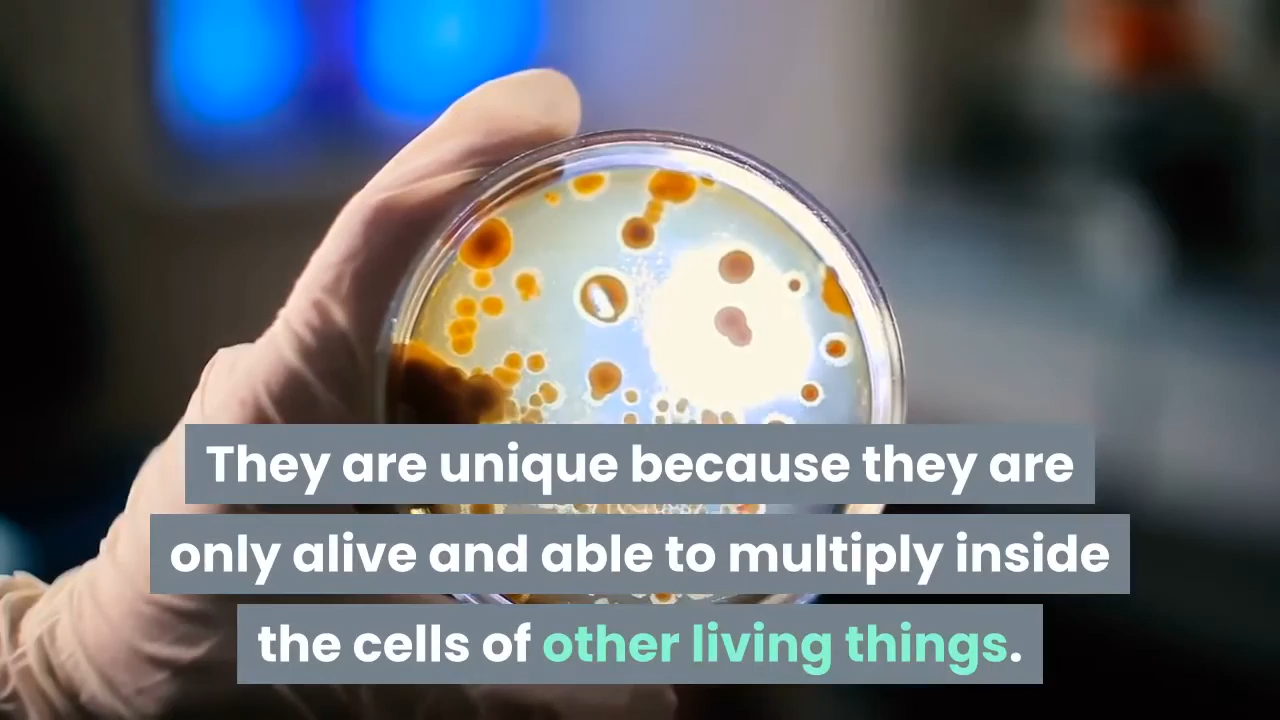 They are unique because they are
only alive and able to multiply inside
the cells of other living things.